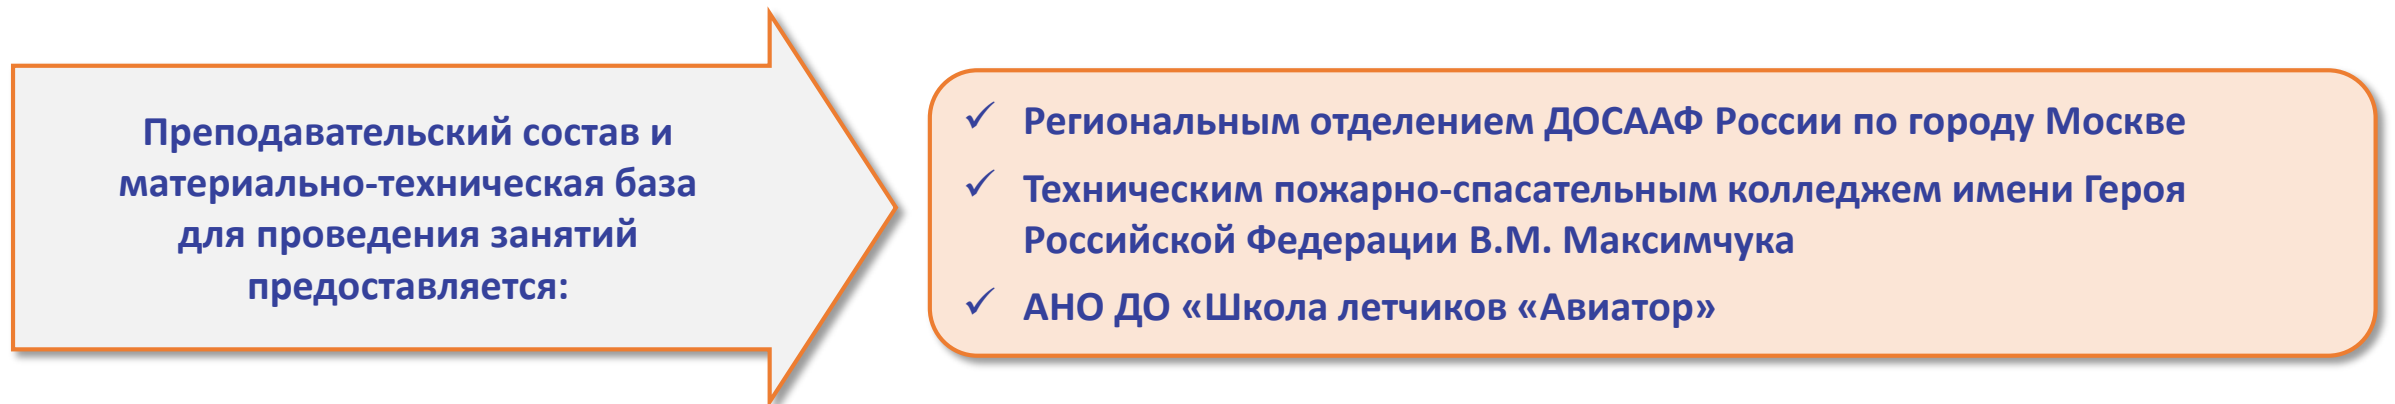 Преподавательский состав и
материально-техническая база
для проведения занятий
предоставляется:
✓ Региональным отделением ДОСААФ России по городу Москве
✓ Техническим пожарно-спасательным колледжем имени Героя
Российской Федерации В.М. Максимчука
✓ АНО ДО «Школа летчиков «Авиатор»